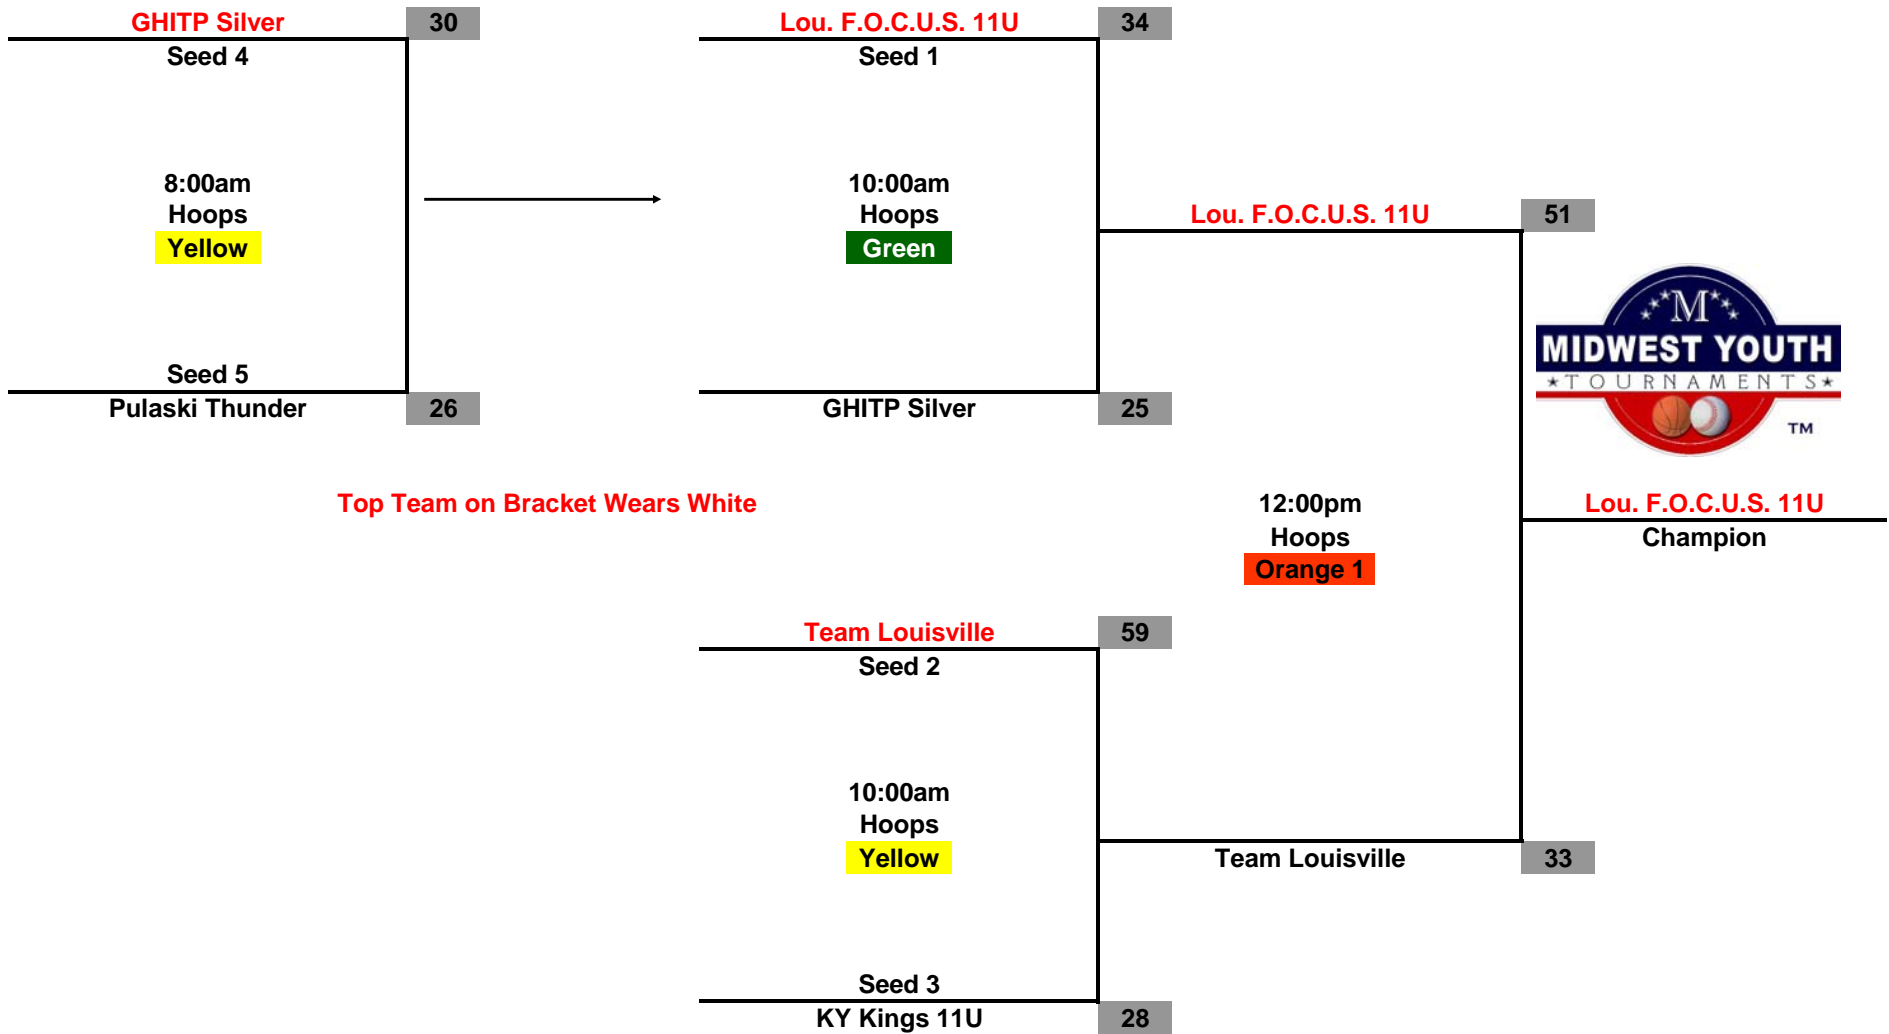 GHITP Silver 30
Seed 4
8:00am
Hoops
Yellow
Seed 5
Pulaski Thunder 26
Lou. F.O.C.U.S. 11U 34
Seed 1
10:00am
Hoops
Green
GHITP Silver 25
Lou. F.O.C.U.S. 11U 51
M
MIDWEST YOUTH
TOURNAMENTS
TM
Top Team on Bracket Wears White
12:00pm
Hoops
Orange 1
Lou. F.O.C.U.S. 11U
Champion
Team Louisville 59
Seed 2
10:00am
Hoops
Yellow
Team Louisville 33
Seed 3
KY Kings 11U 28